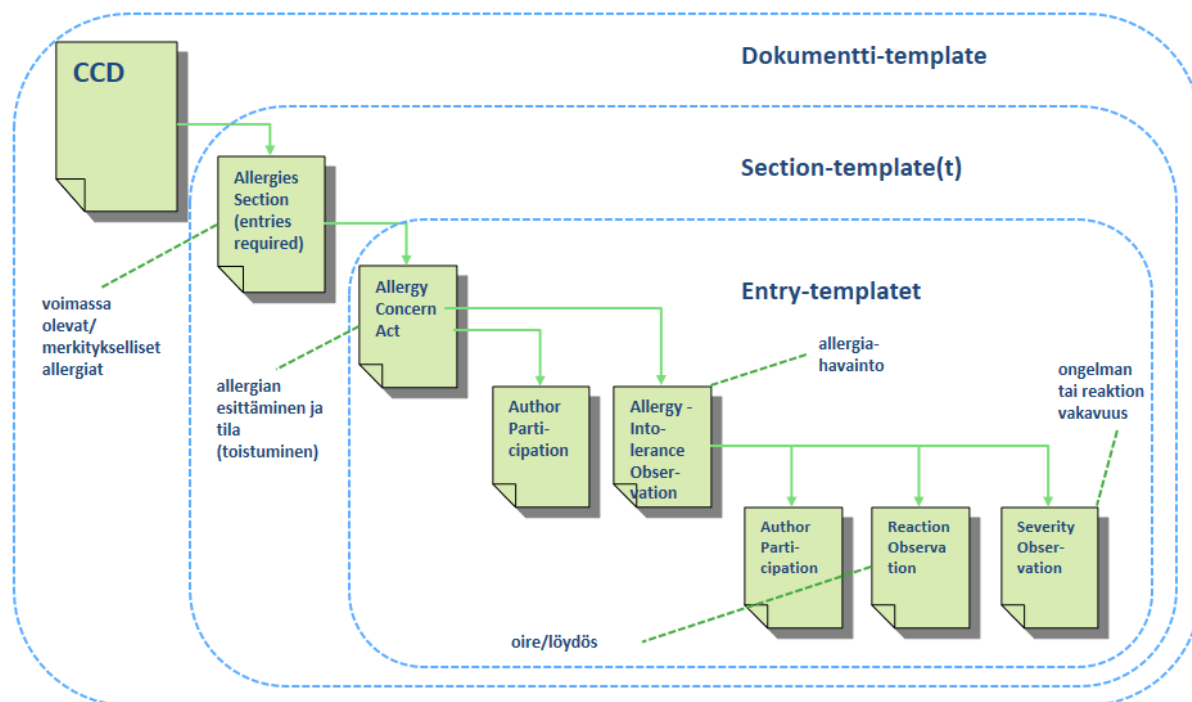 CCD
Dokumentti-template
Allergies
Section
(entries
required)
Section-template(t)
Allergy
Concern
Act
Entry-templatet
voimassa
olevat/
merkitykselliset
allergiat
allergian
esittäminen ja
tila
(toistuminen)
Author
Parti-
cipation
Allergy -
Into-
lerance
Obser-
vation
allergia-
havainto
ongelman
tai reaktion
vakavuus
Author
Parti-
cipation
Reaction
Observa
tion
Severity
Obser-
vation
oire/löydös